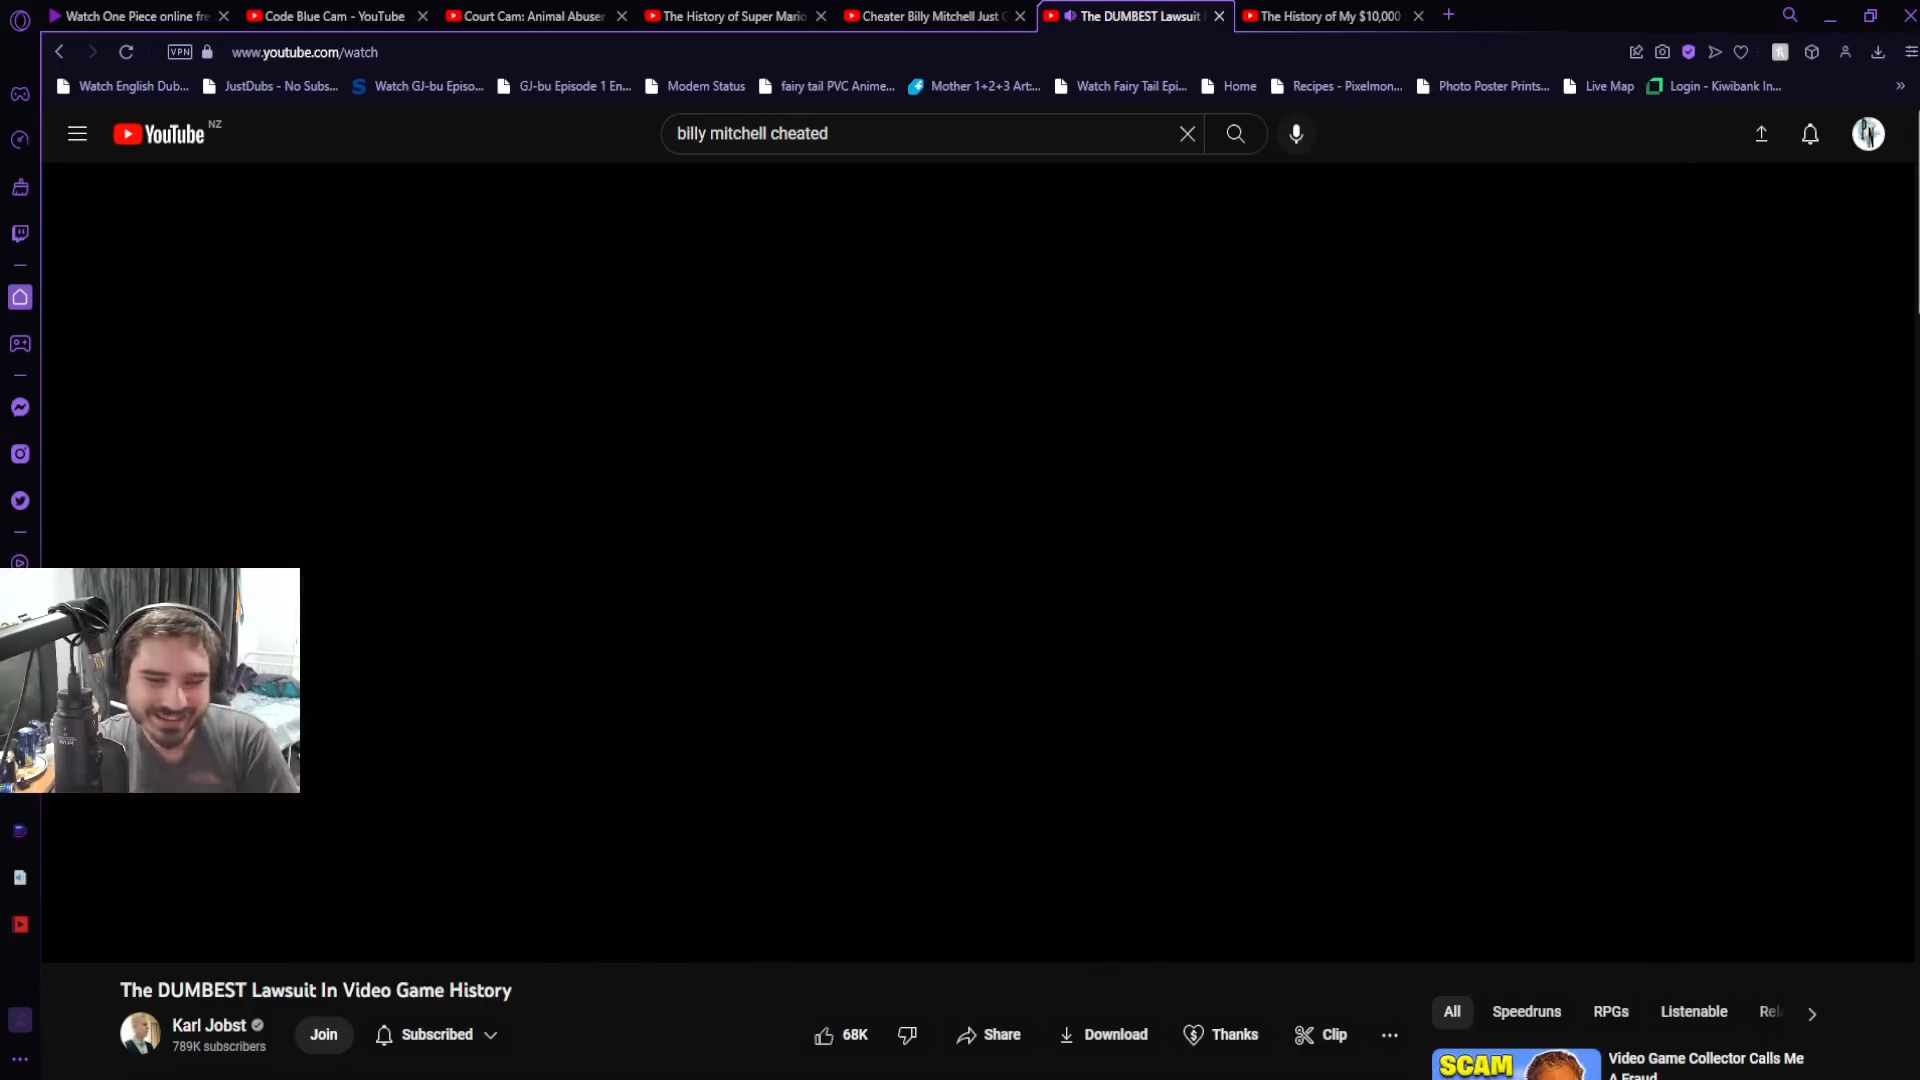 Watch One Piece online fre
Code Blue Cam - YouTube
Court Cam: Animal Abuser
The History of Super Mario
Cheater Billy Mitchell Just G
The DUMBEST Lawsuit
The History of My $10,000
VPN
www.youtube.com/watch
Watch English Dub...
JustDubs - No Subs...
Watch GJ-bu Episo...
GJ-bu Episode 1 En...
Modem Status
fairy tail PVC Anime...
Mother 1+2+3 Art:...
Watch Fairy Tail Epi...
Home
Recipes - Pixelmon...
Photo Poster Prints...
Live Map
Login - Kiwibank In...
YouTube NZ
billy mitchell cheated
The DUMBEST Lawsuit In Video Game History
Karl Jobst
789K subscribers
Join
Subscribed
68K
Share
Download
Thanks
Clip
All
Speedruns
RPGs
Listenable
Rel
SCAM
Video Game Collector Calls Me
A Fraud